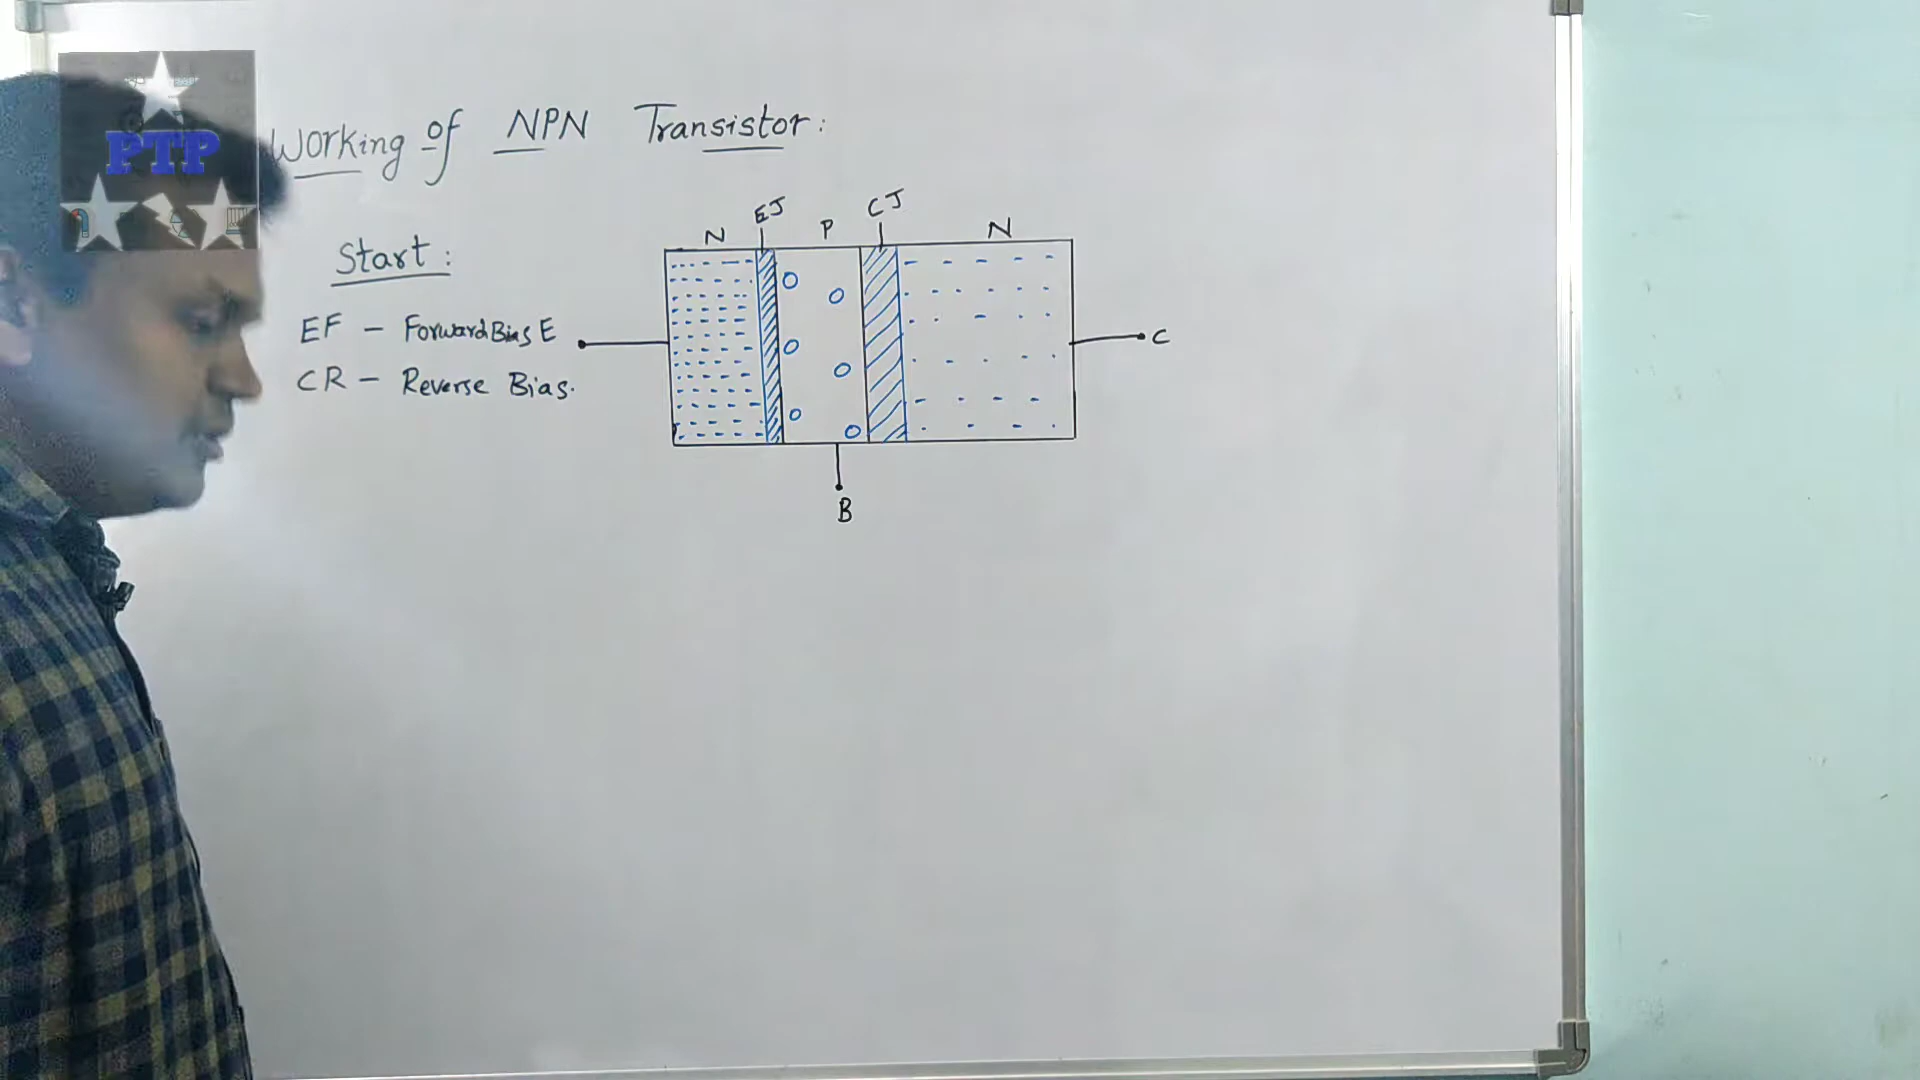 PTP
Working of NPN Transistor:
Start:
EF - Forward Bias E
CR - Reverse Bias.
N EJ P CJ N
C
B